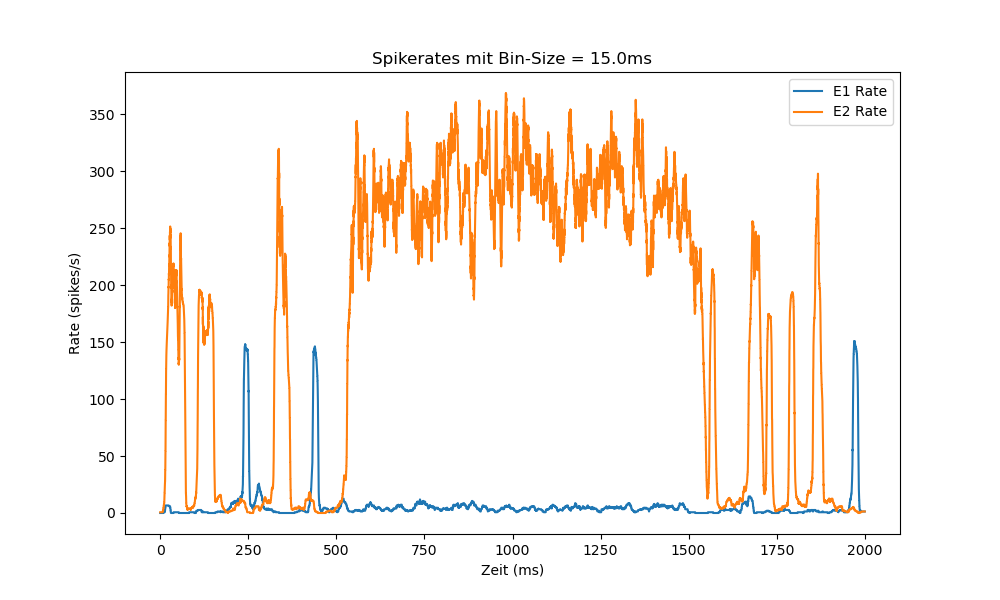 Spikerates mit Bin-Size = 15.0ms
E1 Rate
E2 Rate
Rate (spikes/s)
350
300
250
200
150
100
50
0
0 250 500 750 1000 1250 1500 1750 2000
Zeit (ms)